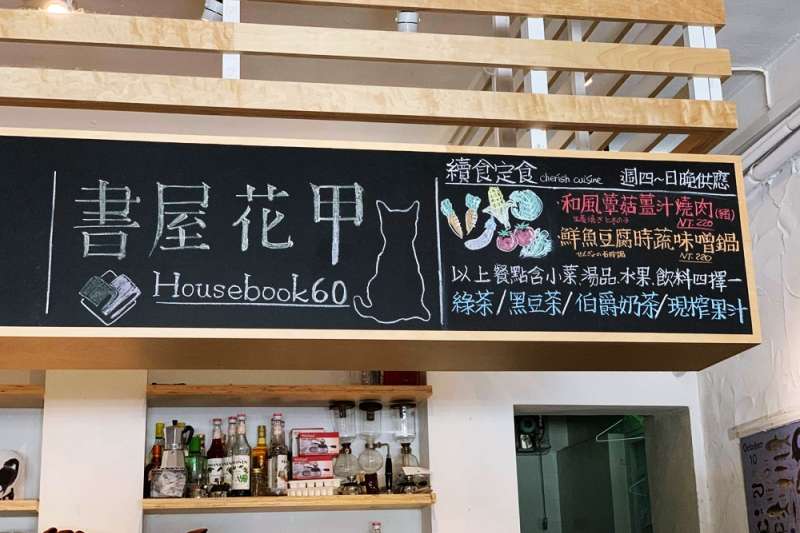 書屋花甲
Housebook60
續食定食 cherish cuisine 週四~日晚供應
·和風蕈菇薑汁燒肉(豬)
NT.220
·鮮魚豆腐時蔬味噌鍋
NT.220
以上餐點含小菜.湯品.水果.飲料四擇一
綠茶/黑豆茶/伯爵奶茶/現榨果汁
October
10